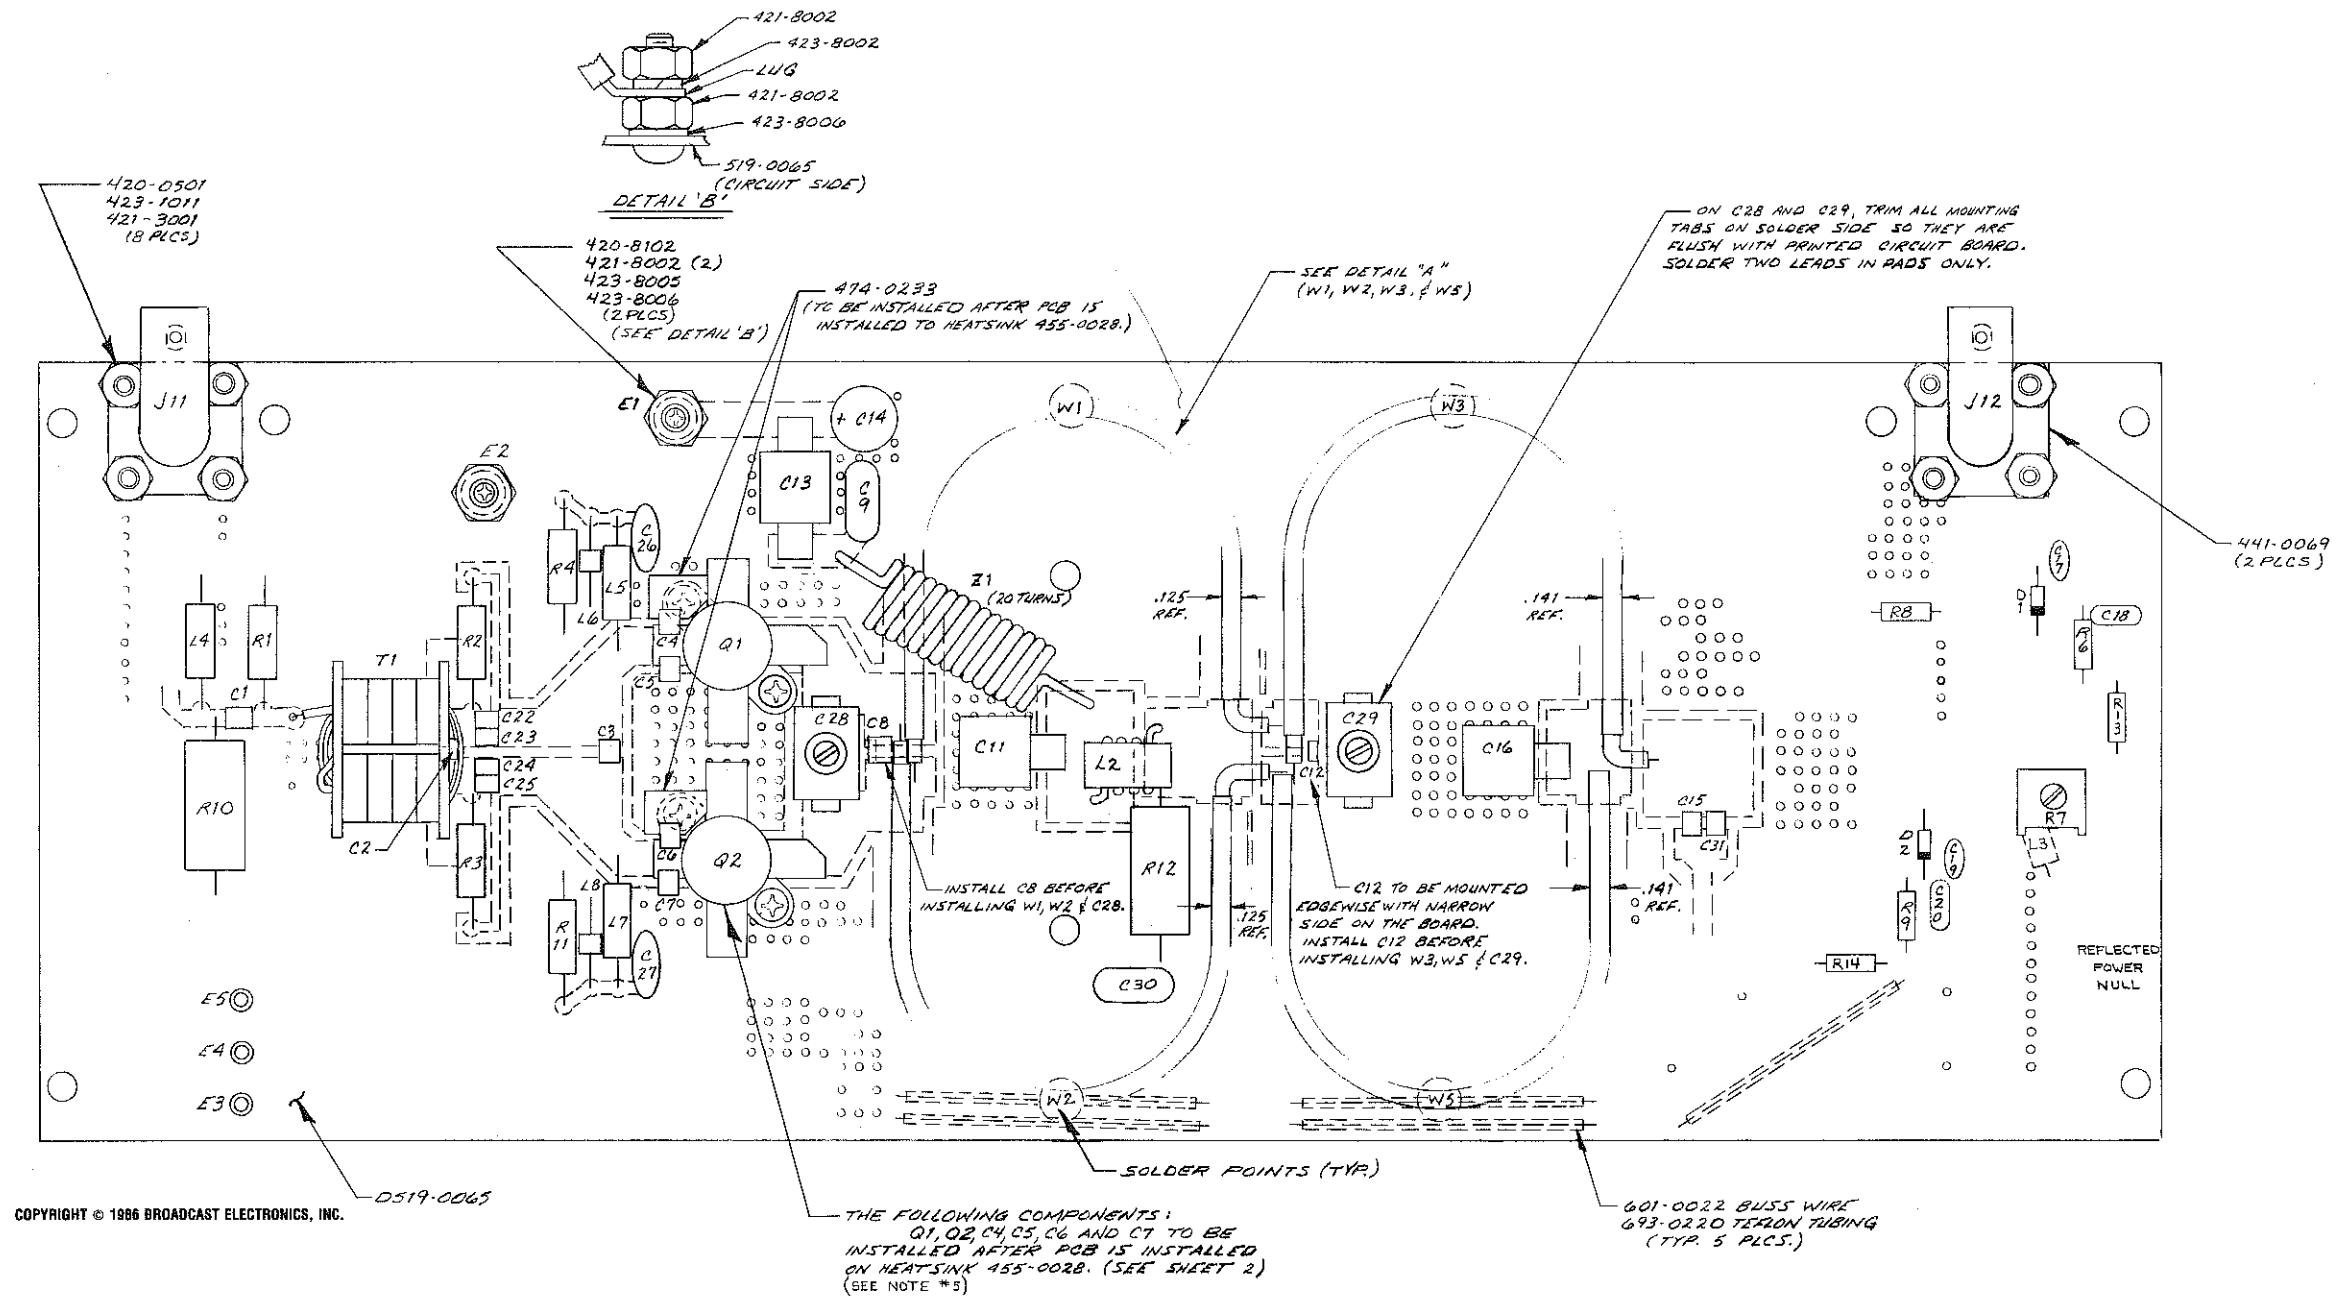 421-8002
423-8002
LUG
421-8002
423-8006
519-0065
(CIRCUIT SIDE)
DETAIL 'B'
420-0501
423-1011
421-3001
(8 PLCS)
420-8102
421-8002 (2)
423-8005
423-8006
(2 PLCS)
(SEE DETAIL 'B')
474-0233
(TO BE INSTALLED AFTER PCB IS
INSTALLED TO HEATSINK 455-0028.)
SEE DETAIL "A"
(W1, W2, W3. & W5)
ON C28 AND C29, TRIM ALL MOUNTING
TABS ON SOLDER SIDE SO THEY ARE
FLUSH WITH PRINTED CIRCUIT BOARD.
SOLDER TWO LEADS IN PADS ONLY.
J11
E1
+ C14
W1
W3
J12
E2
C13
C
9
C
26
R4
L5
L6
441-0069
(2 PLCS)
C17
D
1
R8
R
6
C18
Z1
(20 TURNS)
.125
REF.
.141
REF.
L4
R1
R2
T1
C4
Q1
C5
C1
C22
C23
C3
C24
C25
C28
C8
C11
L2
C12
C29
C16
R13
R10
C2
R3
C6
Q2
C7
L8
L7
R
11
C
27
R12
C15
C31
D
2
C19
C20
R
9
R7
L3
INSTALL C8 BEFORE
INSTALLING W1, W2 & C28.
.125
REF.
C12 TO BE MOUNTED
EDGEWISE WITH NARROW
SIDE ON THE BOARD.
INSTALL C12 BEFORE
INSTALLING W3, W5 & C29.
.141
REF.
C30
R14
REFLECTED
POWER
NULL
E5
E4
E3
W2
W5
SOLDER POINTS (TYP.)
D519-0065
COPYRIGHT © 1986 BROADCAST ELECTRONICS, INC.
THE FOLLOWING COMPONENTS:
Q1, Q2, C4, C5, C6 AND C7 TO BE
INSTALLED AFTER PCB IS INSTALLED
ON HEATSINK 455-0028. (SEE SHEET 2)
(SEE NOTE #5)
601-0022 BUSS WIRE
693-0220 TEFLON TUBING
(TYP. 5 PLCS.)